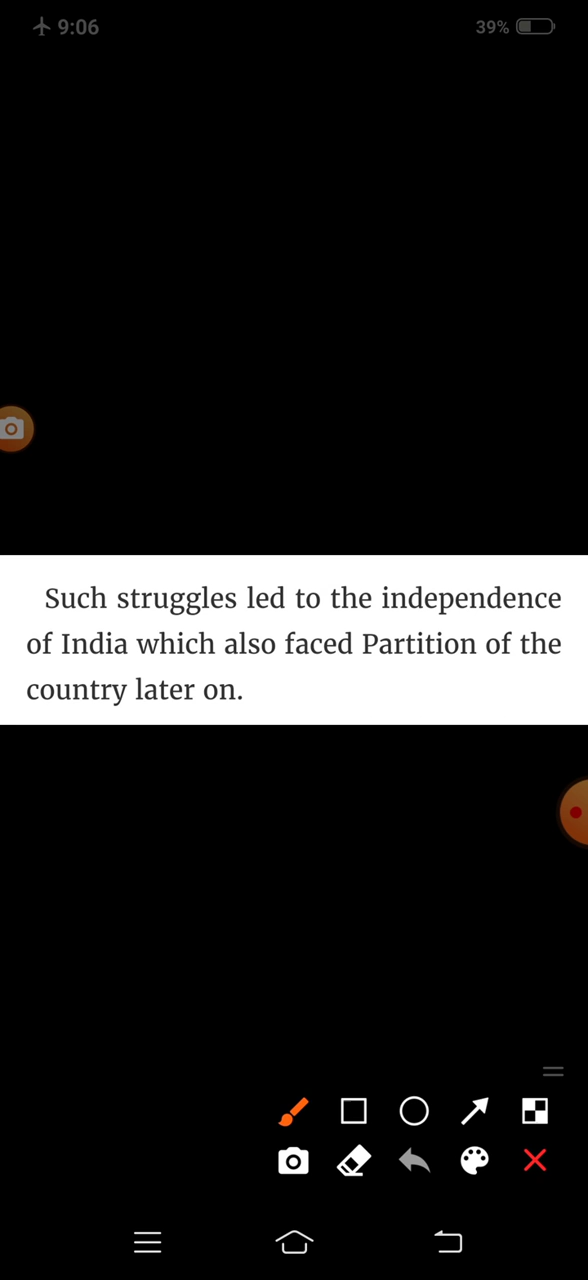 9:06 39%
Such struggles led to the independence
of India which also faced Partition of the
country later on.